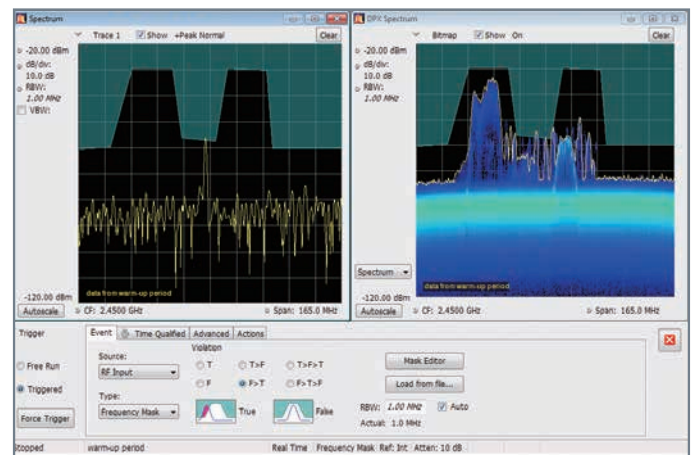 Spectrum
Trace 1 Show +Peak Normal Clear
-20.00 dBm
dB/div:
10.0 dB
RBW:
1.00 MHz
VBW:
data from warm-up period
-120.00 dBm
Autoscale CF: 2.4500 GHz Span: 165.0 MHz
DPX Spectrum
Bitmap Show On Clear
-20.00 dBm
dB/div:
10.0 dB
RBW:
1.00 MHz
Spectrum
data from warm-up period
-120.00 dBm
Autoscale CF: 2.4500 GHz Span: 165.0 MHz
Trigger
Free Run
Triggered
Force Trigger
Event Time Qualified Advanced Actions
Source:
RF Input
Type:
Frequency Mask
Violation
T T>F T>F>T
F F>T F>T>F
True False
Mask Editor
Load from file...
RBW: 1.00 MHz Auto
Actual: 1.0 MHz
Stopped warm-up period Real Time Frequency Mask Ref: Int Atten: 10 dB